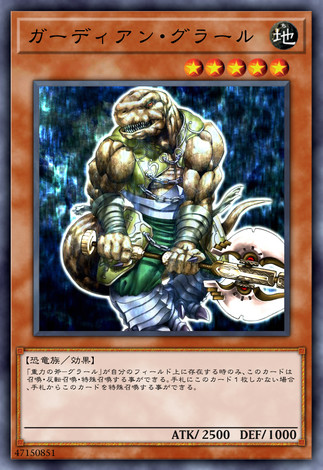 ガーディアン・グラール
地
【恐竜族／効果】
「重力の斧－グラール」が自分のフィールド上に存在する時のみ、このカードは
召喚・反転召喚・特殊召喚する事ができる。手札にこのカード１枚しかない場合、
手札からこのカードを特殊召喚する事ができる。
ATK/ 2500 DEF/1000
47150851